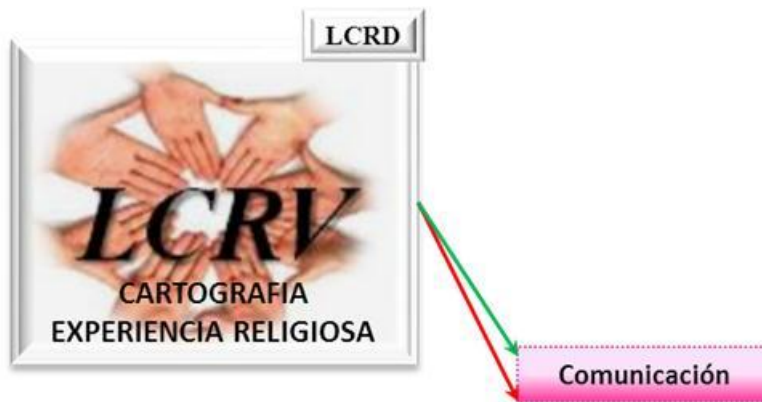 LCRD
LCRV
CARTOGRAFIA
EXPERIENCIA RELIGIOSA
Comunicación